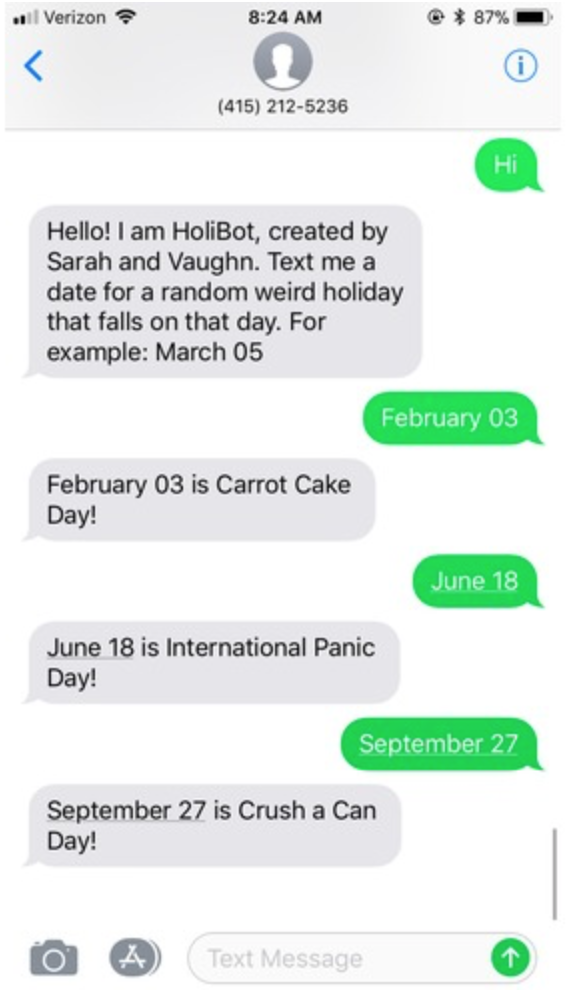 Verizon 8:24 AM 87%
(415) 212-5236
Hi
Hello! I am HoliBot, created by
Sarah and Vaughn. Text me a
date for a random weird holiday
that falls on that day. For
example: March 05
February 03
February 03 is Carrot Cake
Day!
June 18
June 18 is International Panic
Day!
September 27
September 27 is Crush a Can
Day!
Text Message